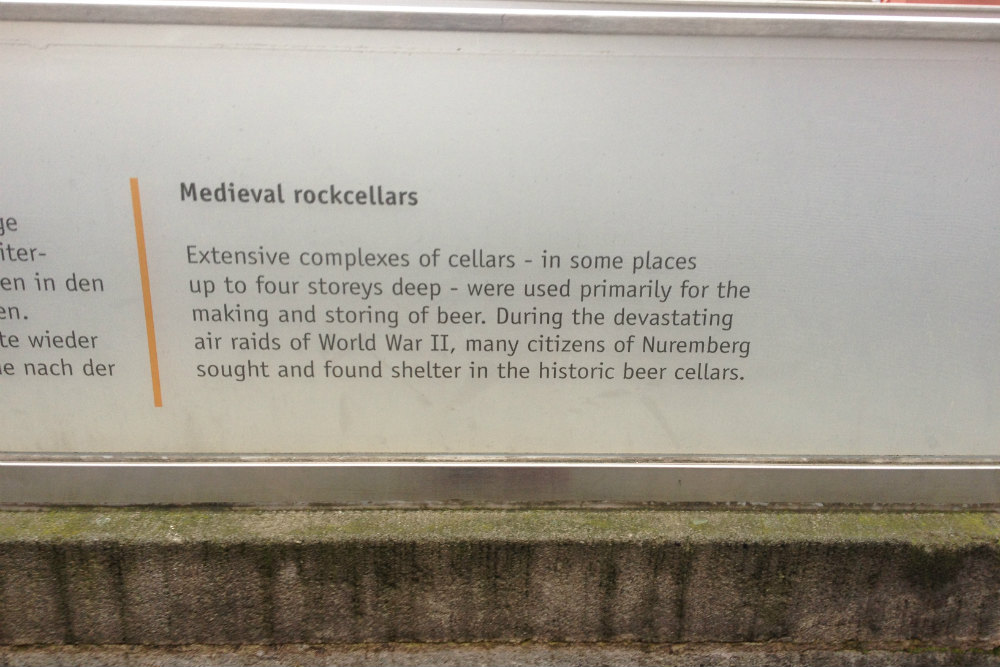 ge
iter-
en in den
en.
te wieder
e nach der
Medieval rockcellars
Extensive complexes of cellars - in some places
up to four storeys deep - were used primarily for the
making and storing of beer. During the devastating
air raids of World War II, many citizens of Nuremberg
sought and found shelter in the historic beer cellars.